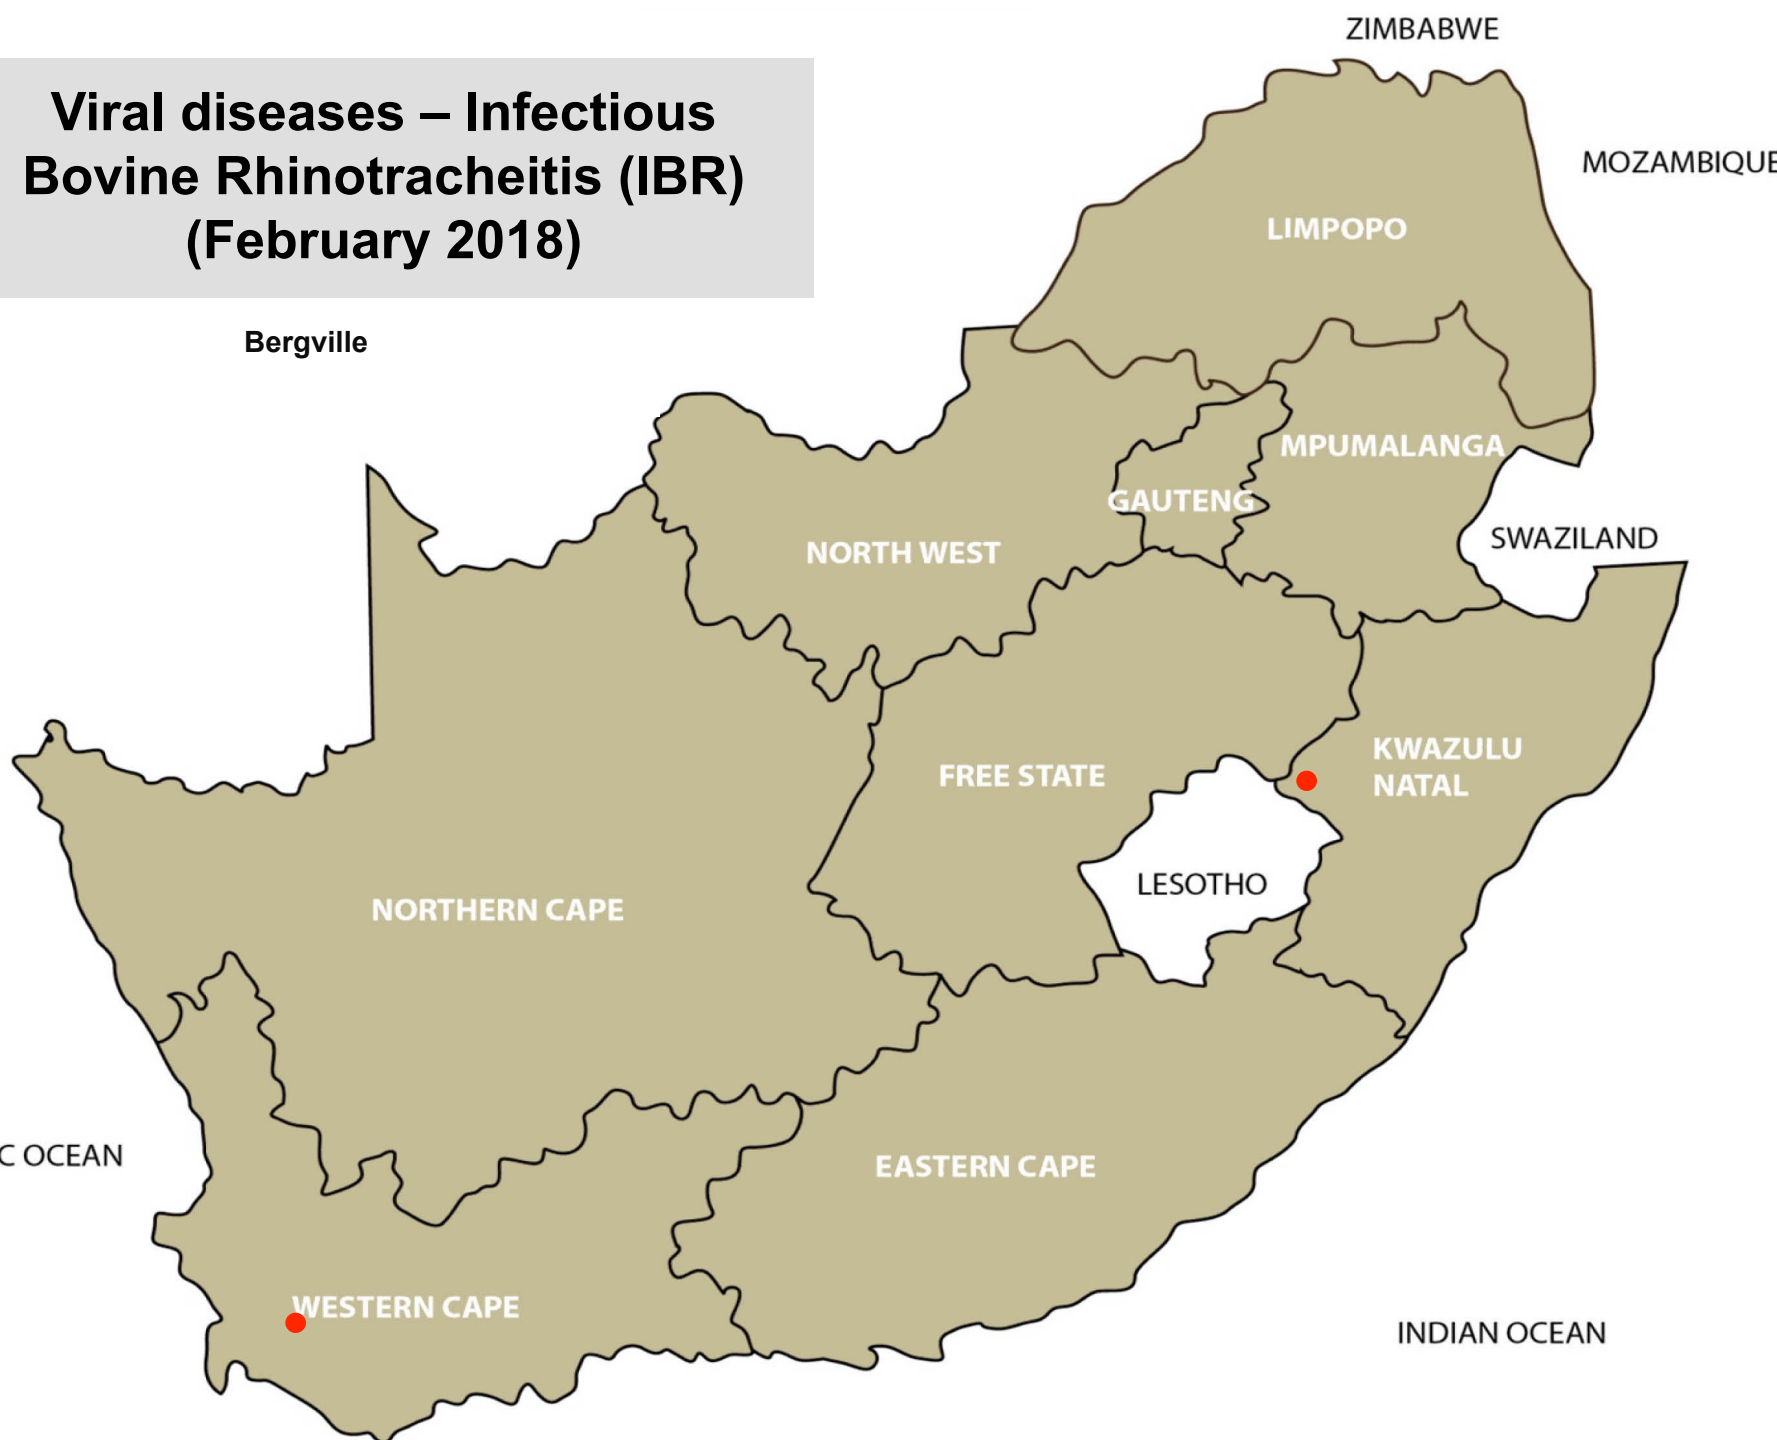 ZIMBABWE
Viral diseases – Infectious
Bovine Rhinotracheitis (IBR)
(February 2018)
MOZAMBIQUE
LIMPOPO
Bergville
MPUMALANGA
GAUTENG
SWAZILAND
NORTH WEST
KWAZULU
NATAL
FREE STATE
LESOTHO
NORTHERN CAPE
C OCEAN
EASTERN CAPE
WESTERN CAPE
INDIAN OCEAN